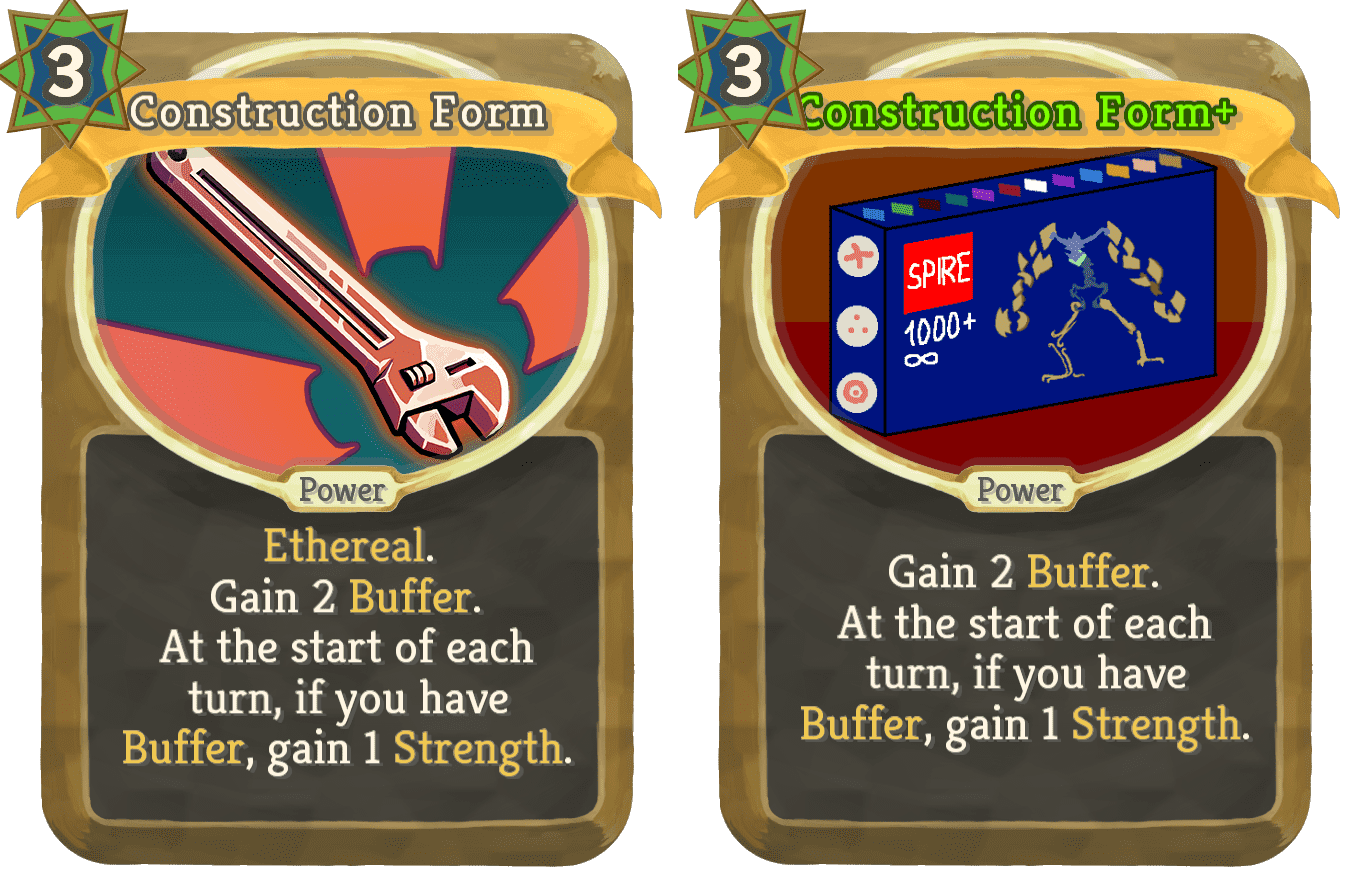 3
Construction Form
Power
Ethereal.
Gain 2 Buffer.
At the start of each
turn, if you have
Buffer, gain 1 Strength.
3
Construction Form+
SPIRE
1000+
∞
Power
Gain 2 Buffer.
At the start of each
turn, if you have
Buffer, gain 1 Strength.